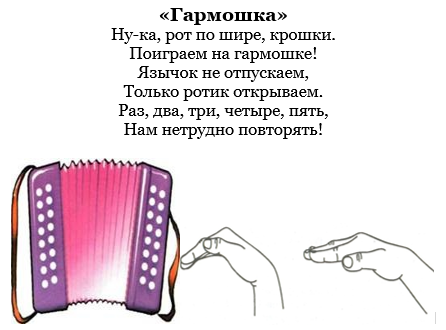 «Гармошка»
Ну-ка, рот по шире, крошки.
Поиграем на гармошке!
Язычок не отпускаем,
Только ротик открываем.
Раз, два, три, четыре, пять,
Нам нетрудно повторять!